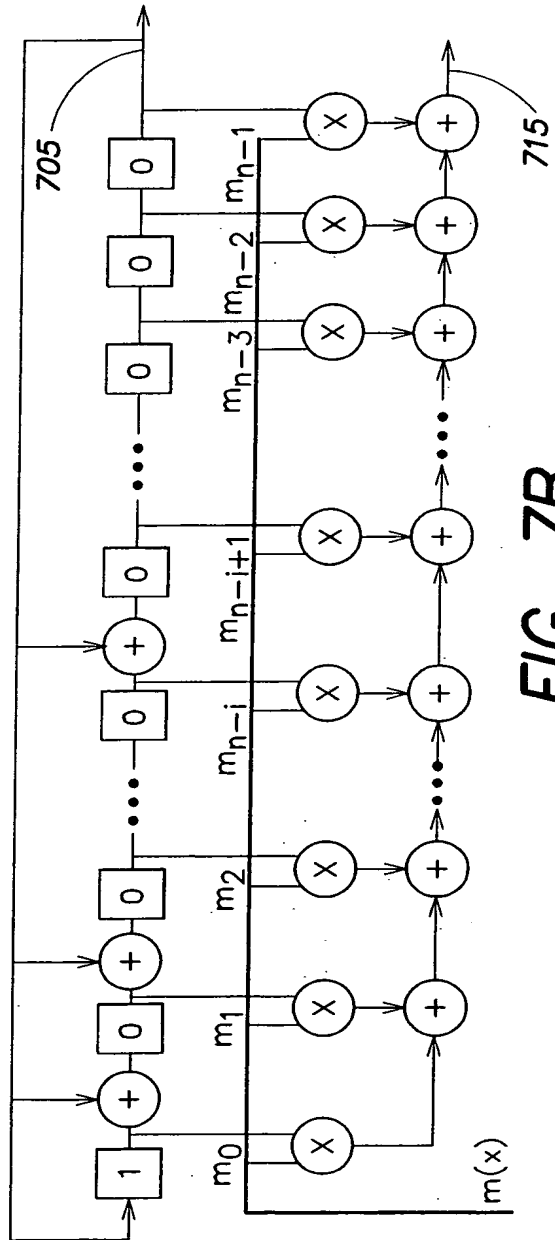 705
1 + 0 + 0 ••• 0 + 0 ••• 0 0 0
m₀ m₁ m₂ mₙ₋ᵢ mₙ₋ᵢ₊₁ mₙ₋₃ mₙ₋₂ mₙ₋₁
X X X X X X X X
+ + ••• + + ••• + + +
m(x)
715
FIG. 7B